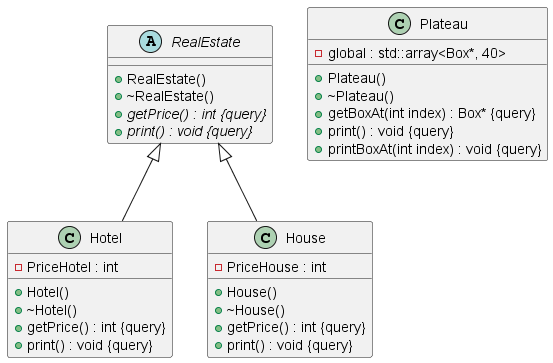 A RealEstate
RealEstate()
~RealEstate()
getPrice() : int {query}
print() : void {query}
C Plateau
global : std::array<Box*, 40>
Plateau()
~Plateau()
getBoxAt(int index) : Box* {query}
print() : void {query}
printBoxAt(int index) : void {query}
C Hotel
PriceHotel : int
Hotel()
~Hotel()
getPrice() : int {query}
print() : void {query}
C House
PriceHouse : int
House()
~House()
getPrice() : int {query}
print() : void {query}